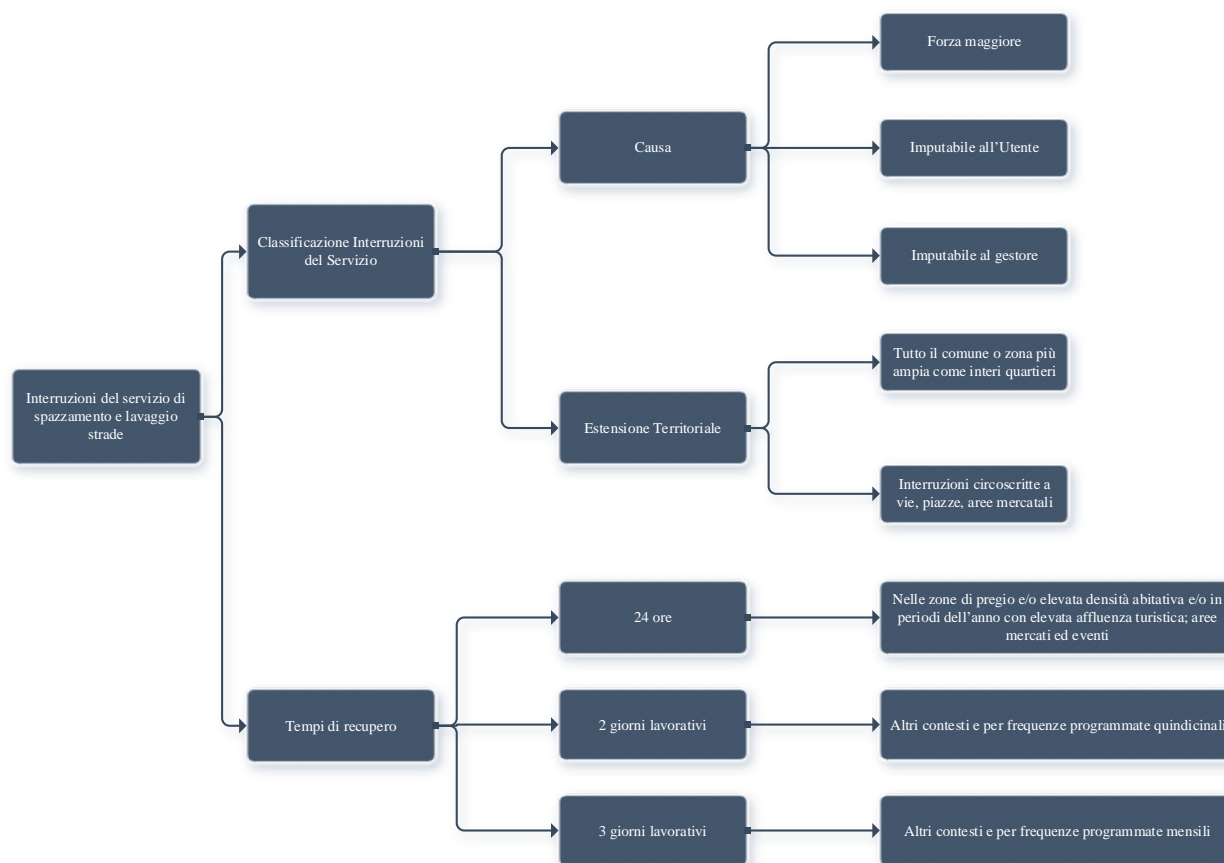 Forza maggiore
Causa
Imputabile all’Utente
Classificazione Interruzioni
del Servizio
Imputabile al gestore
Tutto il comune o zona più
ampia come interi quartieri
Interruzioni del servizio di
spazzamento e lavaggio
strade
Estensione Territoriale
Interruzioni circoscritte a
vie, piazze, aree mercatali
24 ore
Nelle zone di pregio e/o elevata densità abitativa e/o in
periodi dell’anno con elevata affluenza turistica; aree
mercati ed eventi
Tempi di recupero
2 giorni lavorativi
Altri contesti e per frequenze programmate quindicinali
3 giorni lavorativi
Altri contesti e per frequenze programmate mensili